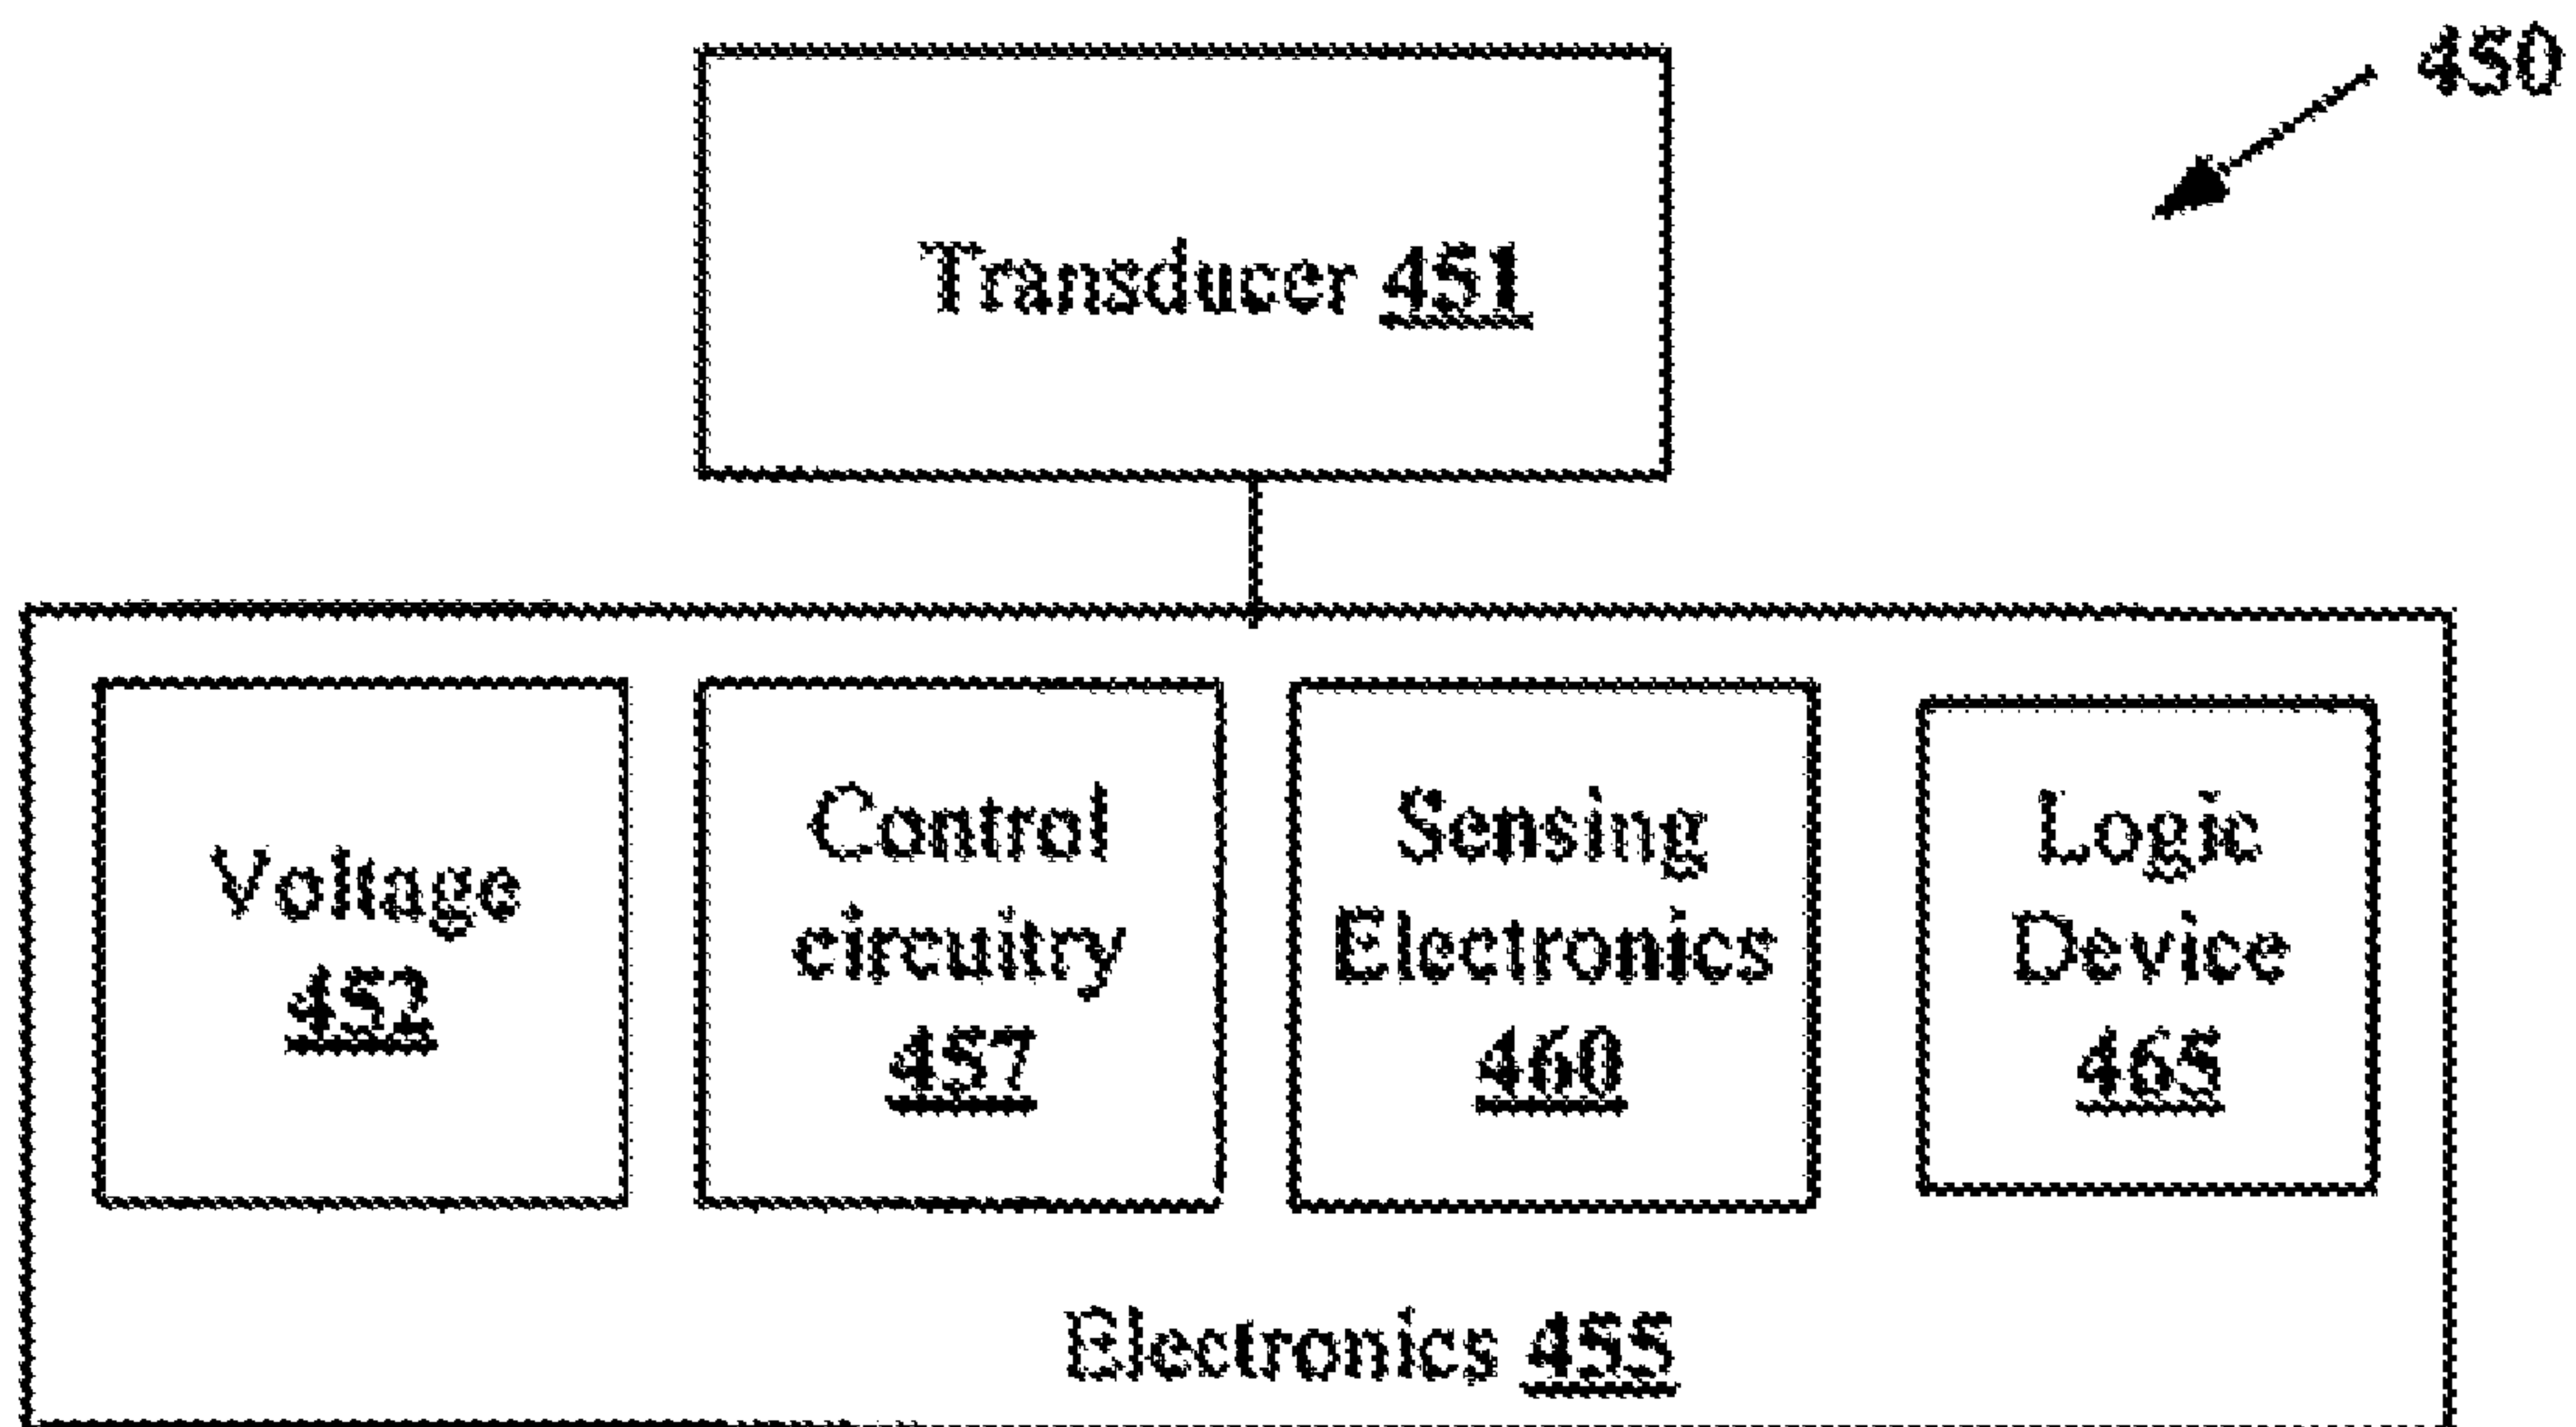 450
Transducer 451
Voltage
452
Control
circuitry
457
Sensing
Electronics
460
Logic
Device
465
Electronics 455